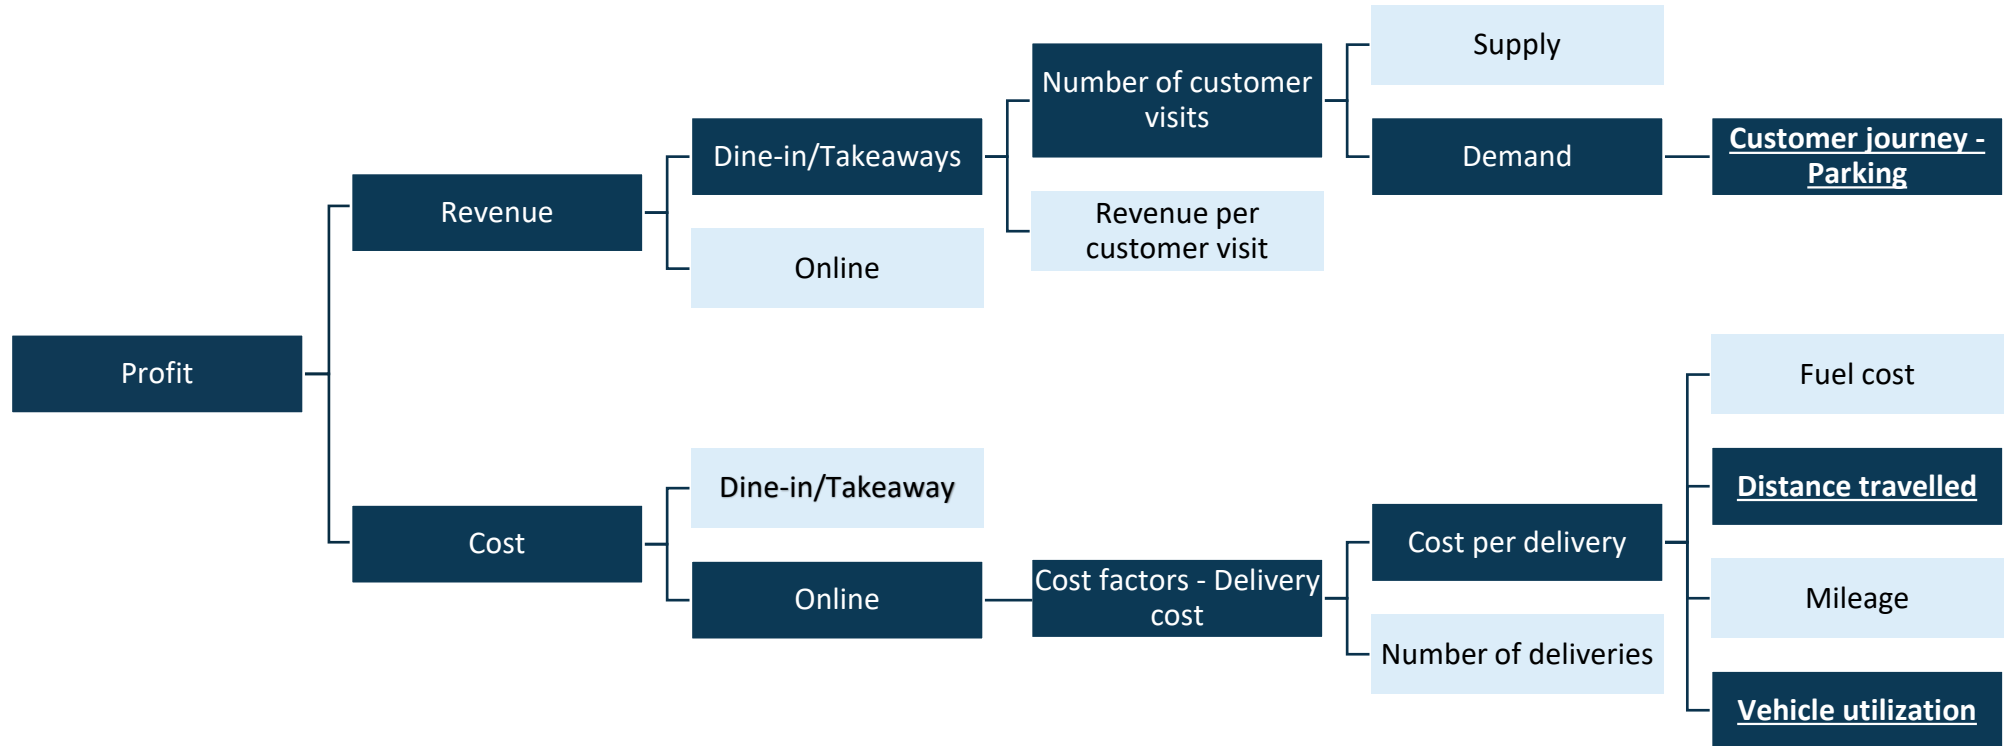 Profit
Revenue
Dine-in/Takeaways
Number of customer
visits
Supply
Demand
Customer journey -
Parking
Revenue per
customer visit
Online
Cost
Dine-in/Takeaway
Online
Cost factors - Delivery
cost
Cost per delivery
Fuel cost
Distance travelled
Mileage
Vehicle utilization
Number of deliveries